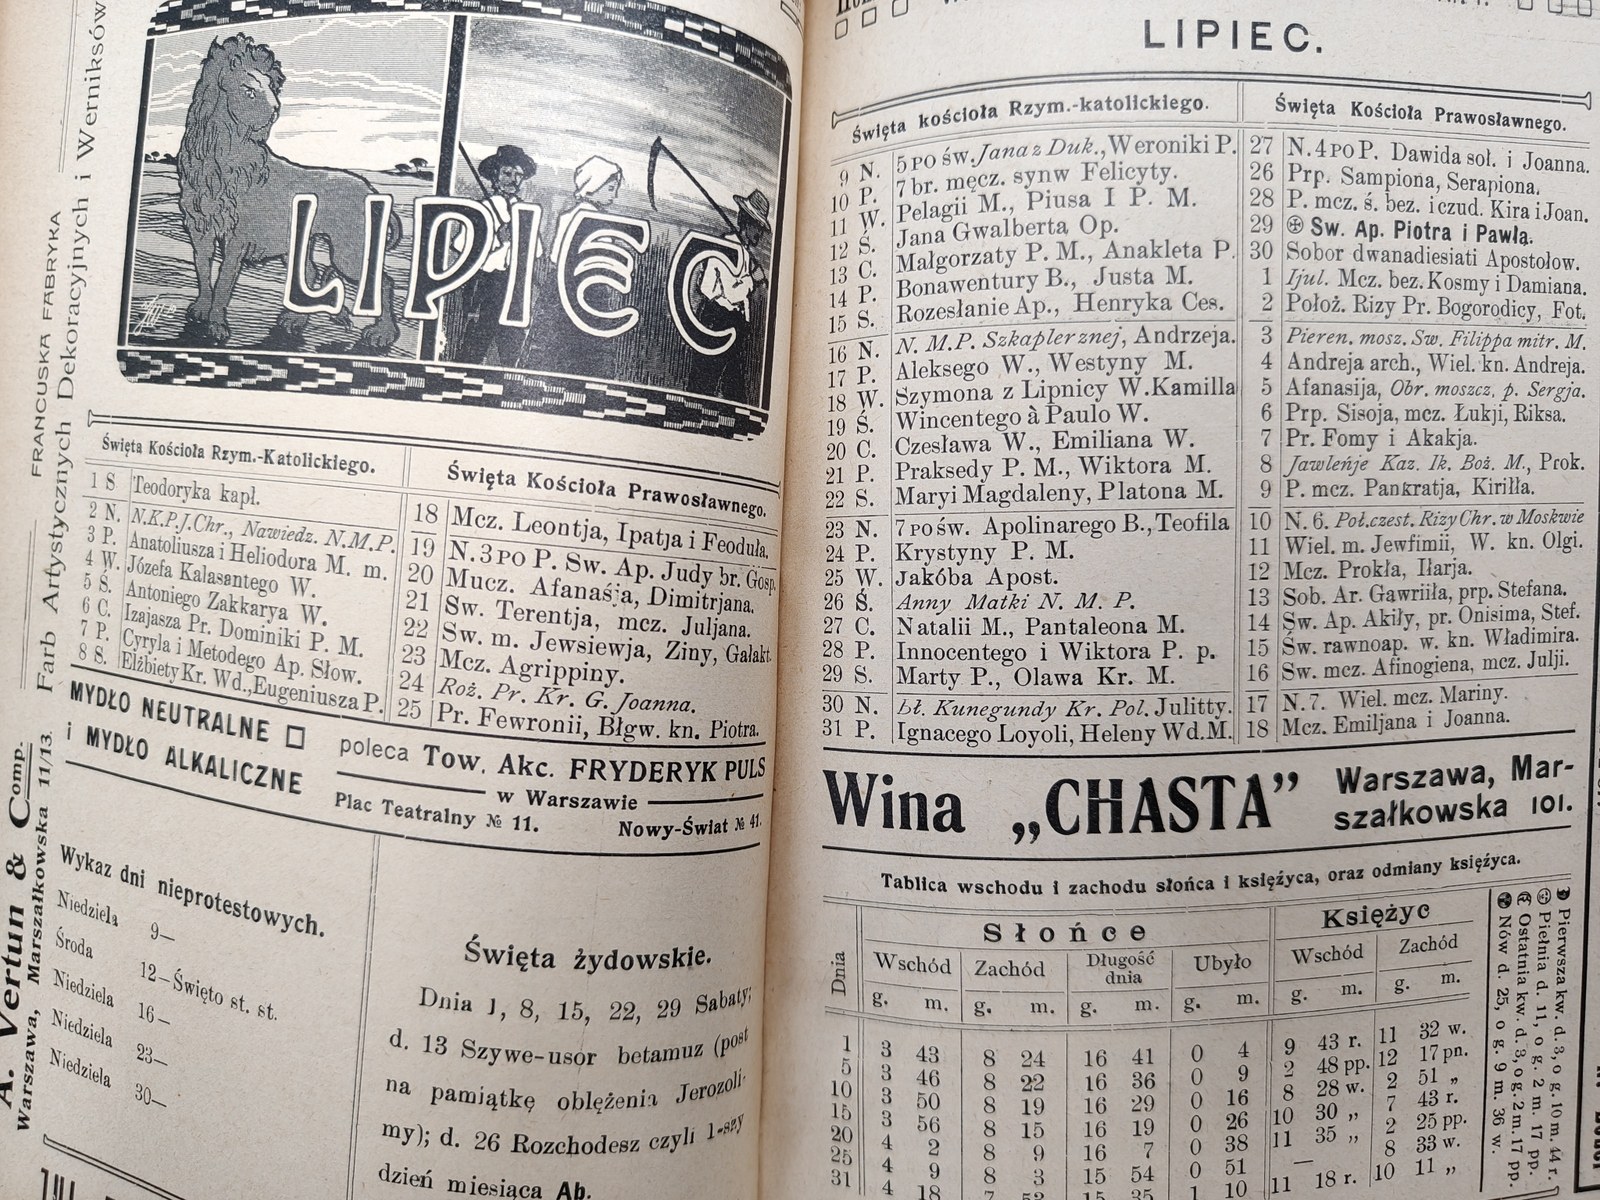 FRANCUSKA FABRYKA
Farb Artystycznych Dekoracyjnych i Werniksów
A. Vertun & Comp.
Warszawa, Marszałkowska 11/13.
LIPIEC
Święta Kościoła Rzym.-Katolickiego.
1 S Teodoryka kapł.
2 N. N.K.P.J.Chr., Nawiedz. N.M.P.
3 P. Anatoliusza i Heliodora M. m.
4 W. Józefa Kalasantego W.
5 Ś. Antoniego Zakkarya W.
6 C. Izajasza Pr. Dominiki P. M.
7 P. Cyryla i Metodego Ap. Słow.
8 S. Elżbiety Kr. Wd., Eugeniusza P.
Święta Kościoła Prawosławnego.
18 Mcz. Leontja, Ipatja i Feoduła.
19 N. 3 po P. Sw. Ap. Judy br. Gosp.
20 Mucz. Afanasja, Dimitrjana.
21 Sw. Terentja, mcz. Juljana.
22 Sw. m. Jewsiewja, Ziny, Galakt.
23 Mcz. Agrippiny.
24 Roż. Pr. Kr. G. Joanna.
25 Pr. Fewronii, Błgw. kn. Piotra.
MYDŁO NEUTRALNE
i MYDŁO ALKALICZNE
poleca Tow. Akc. FRYDERYK PULS
w Warszawie
Plac Teatralny № 11. Nowy-Świat № 41.
Wykaz dni nieprotestowych.
Niedziela 9—
Środa 12—Święto st. st.
Niedziela 16—
Niedziela 23—
Niedziela 30—
Święta żydowskie.
Dnia 1, 8, 15, 22, 29 Sabaty;
d. 13 Szywe-usor betamuz (post
na pamiątkę oblężenia Jerozoli-
my); d. 26 Rozchodesz czyli 1-szy
dzień miesiąca Ab.
LIPIEC.
Święta kościoła Rzym.-katolickiego.
9 N. 5 po św. Jana z Duk., Weroniki P.
10 P. 7 br. męcz. synw Felicyty.
11 W. Pelagii M., Piusa I P. M.
12 Ś. Jana Gwalberta Op.
13 C. Małgorzaty P. M., Anakleta P.
14 P. Bonawentury B., Justa M.
15 S. Rozesłanie Ap., Henryka Ces.
16 N. N. M. P. Szkaplerznej, Andrzeja.
17 P. Aleksego W., Westyny M.
18 W. Szymona z Lipnicy W. Kamilla
19 Ś. Wincentego à Paulo W.
20 C. Czesława W., Emiliana W.
21 P. Praksedy P. M., Wiktora M.
22 S. Maryi Magdaleny, Platona M.
23 N. 7 po św. Apolinarego B., Teofila
24 P. Krystyny P. M.
25 W. Jakóba Apost.
26 Ś. Anny Matki N. M. P.
27 C. Natalii M., Pantaleona M.
28 P. Innocentego i Wiktora P. p.
29 S. Marty P., Olawa Kr. M.
30 N. bł. Kunegundy Kr. Pol. Julitty.
31 P. Ignacego Loyoli, Heleny Wd. M.
Święta Kościoła Prawosławnego.
27 N. 4 po P. Dawida soł. i Joanna.
26 Prp. Sampiona, Serapiona.
28 P. mcz. ś. bez. i czud. Kira i Joan.
29 Sw. Ap. Piotra i Pawlą.
30 Sobor dwanadiesiati Apostołow.
1 Ijul. Mcz. bez. Kosmy i Damiana.
2 Położ. Rizy Pr. Bogorodicy, Fot.
3 Pieren. mosz. Sw. Filippa mitr. M.
4 Andreja arch., Wiel. kn. Andreja.
5 Afanasija, Obr. moszcz. p. Sergja.
6 Prp. Sisoja, mcz. Łukji, Riksa.
7 Pr. Fomy i Akakja.
8 Jawleńje Kaz. Ik. Boż. M., Prok.
9 P. mcz. Pankratja, Kiriłła.
10 N. 6. Poł. czest. Rizy Chr. w Moskwie
11 Wiel. m. Jewfimii, W. kn. Olgi.
12 Mcz. Prokła, Iłarja.
13 Sob. Ar. Gawriiła, prp. Stefana.
14 Św. Ap. Akiły, pr. Onisima, Stef.
15 Św. rawnoap. w. kn. Władimira.
16 Sw. mcz. Afinogiena, mcz. Julji.
17 N. 7. Wiel. mcz. Mariny.
18 Mcz. Emiljana i Joanna.
Wina „CHASTA” Warszawa, Mar-
szałkowska 101.
Tablica wschodu i zachodu słońca i księżyca, oraz odmiany księżyca.
Dnia Słońce Księżyc
Wschód Zachód Długość dnia Ubyło Wschód Zachód
g. m. g. m. g. m. g. m. g. m. g. m.
1 3 43 8 24 16 41 0 4 9 43 r. 11 32 w.
5 3 46 8 22 16 36 0 9 2 48 pp. 12 17 pn.
10 3 50 8 19 16 29 0 16 8 28 w. 2 51 „
15 3 56 8 15 16 19 0 26 10 30 „ 7 43 r.
20 4 2 8 9 16 7 0 38 11 35 „ 2 25 pp.
25 4 9 8 3 15 54 0 51 — 8 33 w.
31 4 18 7 52 15 35 1 10 11 18 r. 10 11 „
Pierwsza kw. d. 3, o g. 10 m. 44 r.
Piełnia d. 11, o g. 2 m. 17 pp.
Ostatnia kw. d. 3, o g. 2 m. 17 pp.
Nów d. 25, o g. 9 m. 36 w.